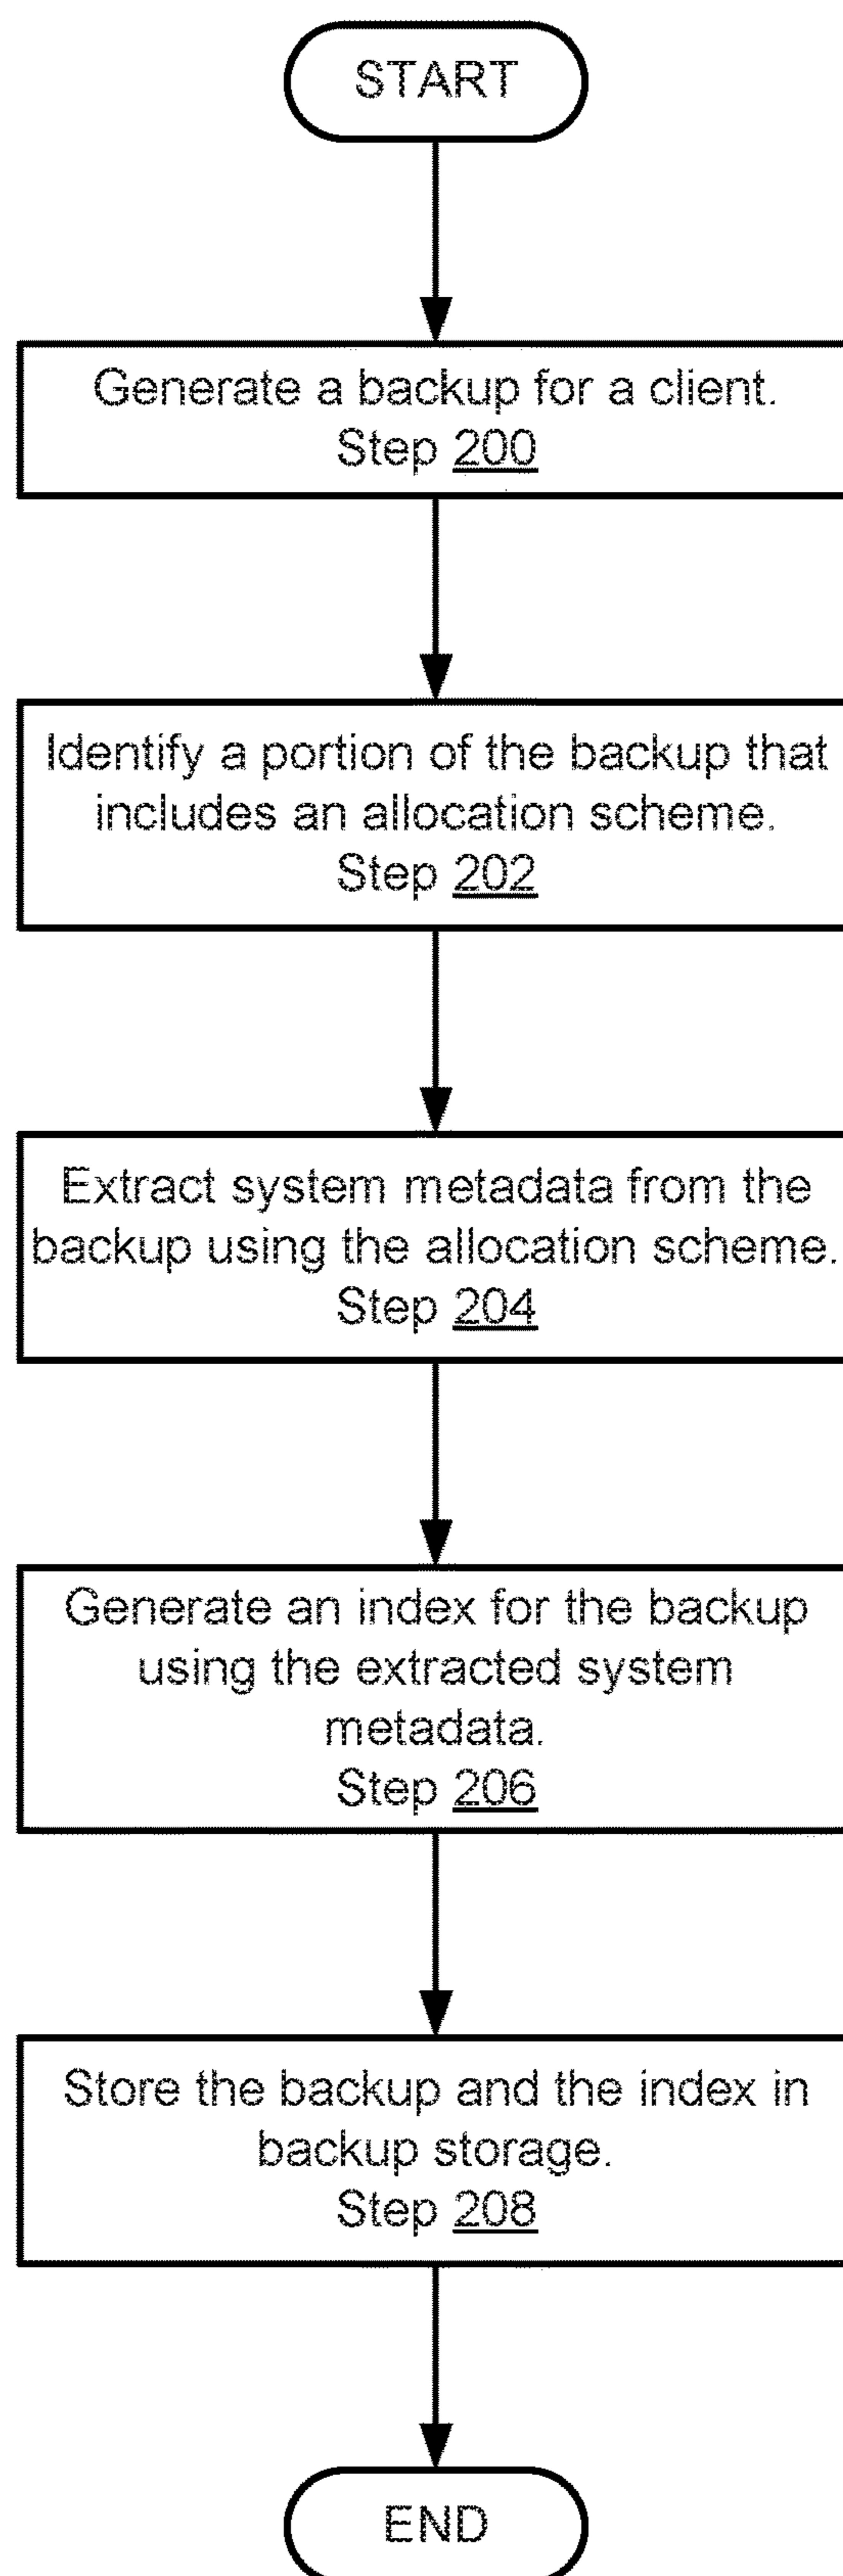 START
Generate a backup for a client.
Step 200
Identify a portion of the backup that
includes an allocation scheme.
Step 202
Extract system metadata from the
backup using the allocation scheme.
Step 204
Generate an index for the backup
using the extracted system
metadata.
Step 206
Store the backup and the index in
backup storage.
Step 208
END